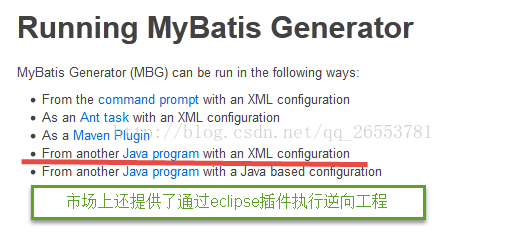 Running MyBatis Generator
MyBatis Generator (MBG) can be run in the following ways:
From the command prompt with an XML configuration
As an Ant task with an XML configuration
As a Maven Plugin
http://blog.csdn.net/qq_26553781
From another Java program with an XML configuration
From another Java program with a Java based configuration
市场上还提供了通过eclipse插件执行逆向工程